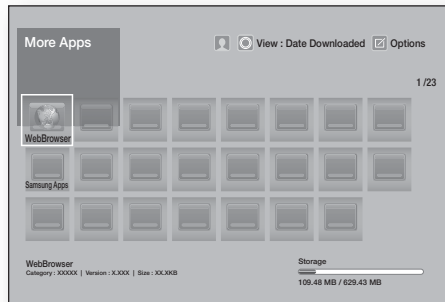 More Apps
View : Date Downloaded Options
1 /23
WebBrowser
Samsung Apps
WebBrowser
Category : XXXXX | Version : X.XXX | Size : XX.XKB
Storage
109.48 MB / 629.43 MB